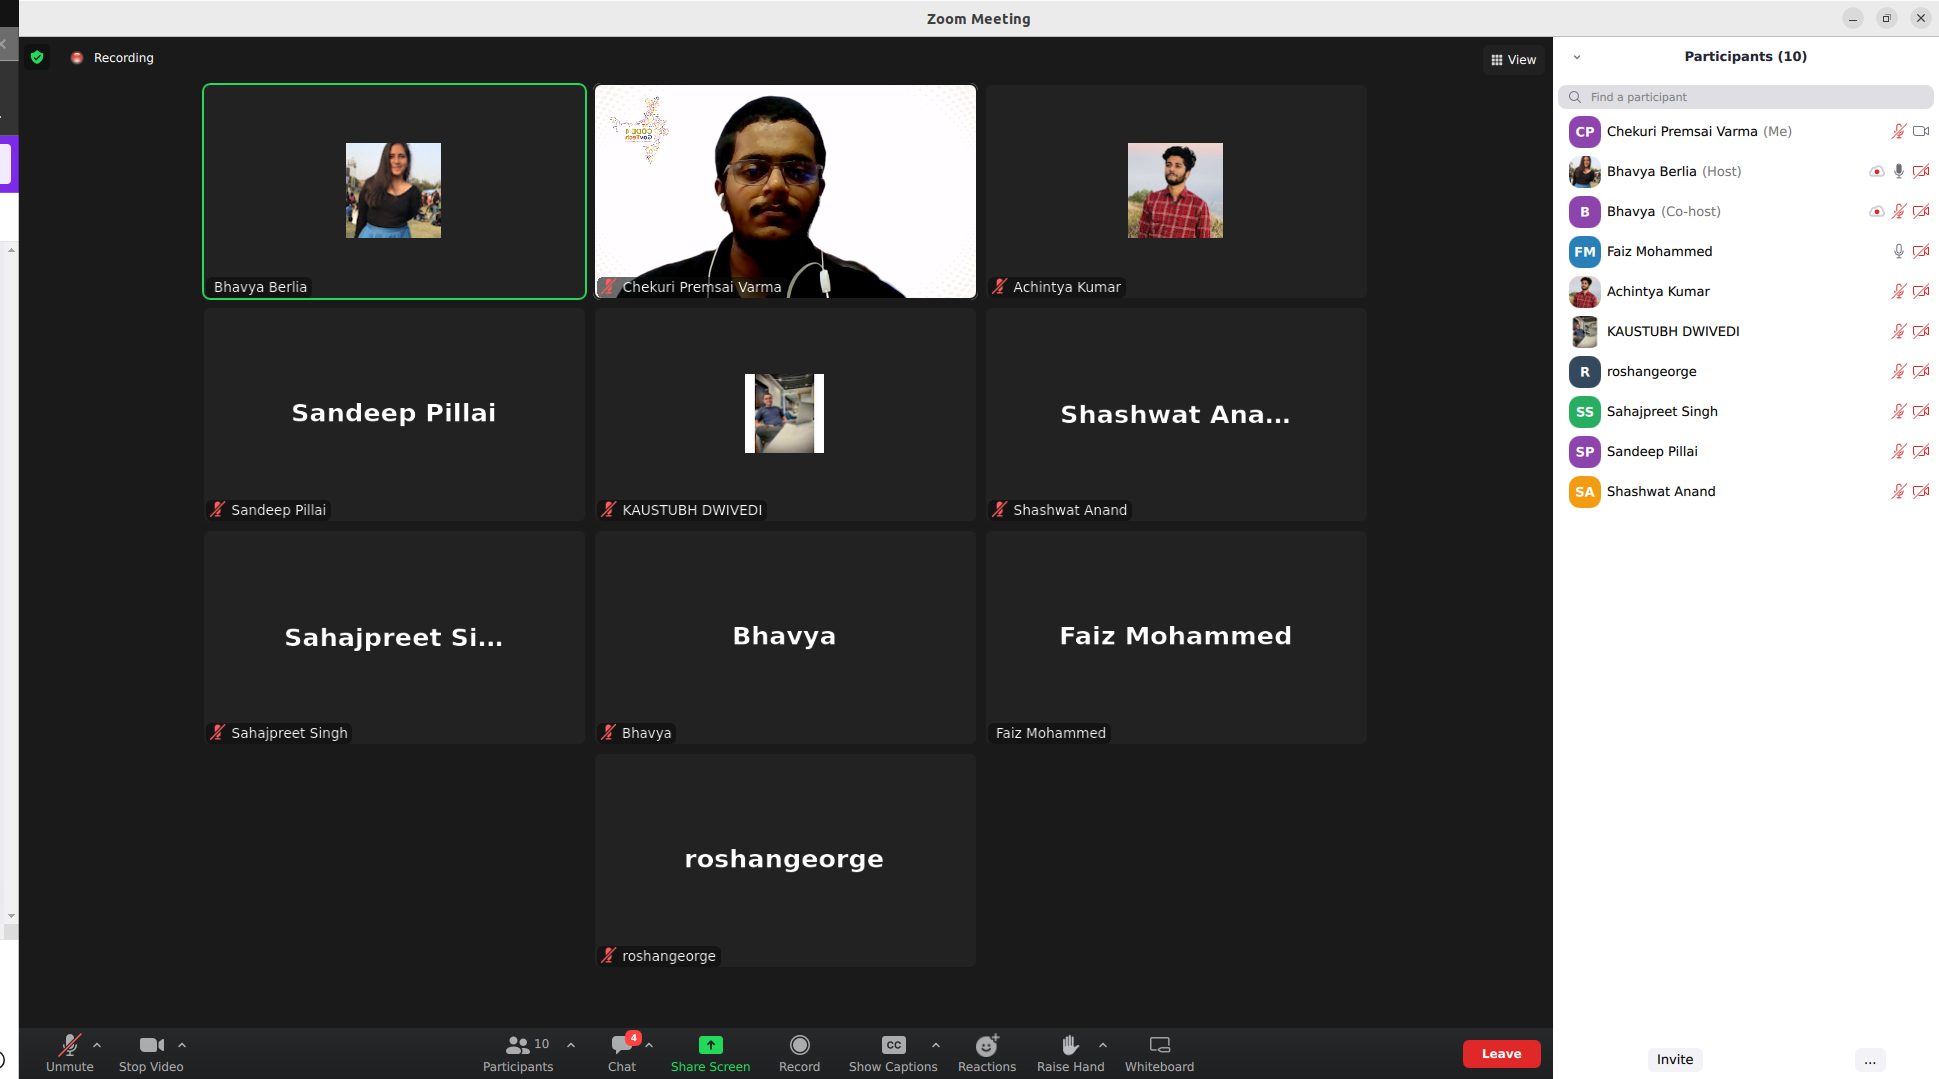 Zoom Meeting
Recording
View
Bhavya Berlia
CODE 4
GovTech
Chekuri Premsai Varma
Achintya Kumar
Sandeep Pillai
Sandeep Pillai
KAUSTUBH DWIVEDI
Shashwat Ana...
Shashwat Anand
Sahajpreet Si...
Sahajpreet Singh
Bhavya
Bhavya
Faiz Mohammed
Faiz Mohammed
roshangeorge
roshangeorge
Unmute
Stop Video
10
Participants
4
Chat
Share Screen
Record
CC
Show Captions
Reactions
Raise Hand
Whiteboard
Leave
Participants (10)
Find a participant
CP Chekuri Premsai Varma (Me)
Bhavya Berlia (Host)
B Bhavya (Co-host)
FM Faiz Mohammed
Achintya Kumar
KAUSTUBH DWIVEDI
R roshangeorge
SS Sahajpreet Singh
SP Sandeep Pillai
SA Shashwat Anand
Invite
...